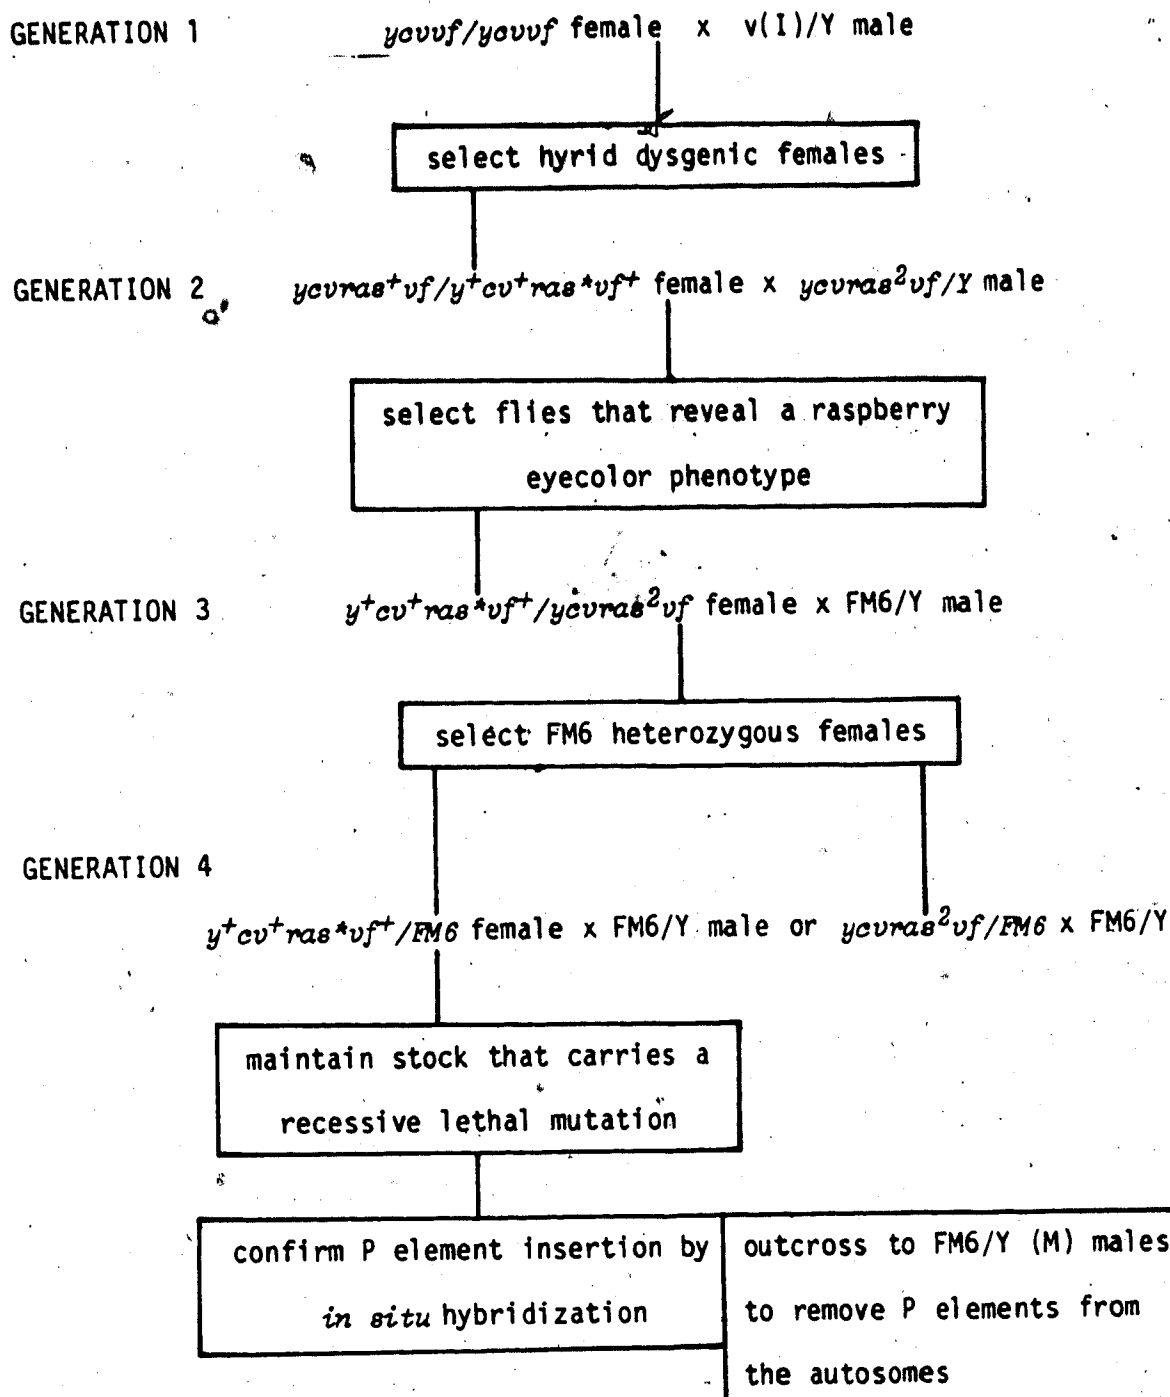 GENERATION 1 ycvvf/ycvvf female x v(I)/Y male
select hyrid dysgenic females
GENERATION 2 ycvras⁺vf/y⁺cv⁺ras*vf⁺ female x ycvras²vf/Y male
select flies that reveal a raspberry
eyecolor phenotype
GENERATION 3 y⁺cv⁺ras*vf⁺/ycvras²vf female x FM6/Y male
select FM6 heterozygous females
GENERATION 4
y⁺cv⁺ras*vf⁺/FM6 female x FM6/Y male or ycvras²vf/FM6 x FM6/Y
maintain stock that carries a
recessive lethal mutation
confirm P element insertion by
in situ hybridization
outcross to FM6/Y (M) males
to remove P elements from
the autosomes